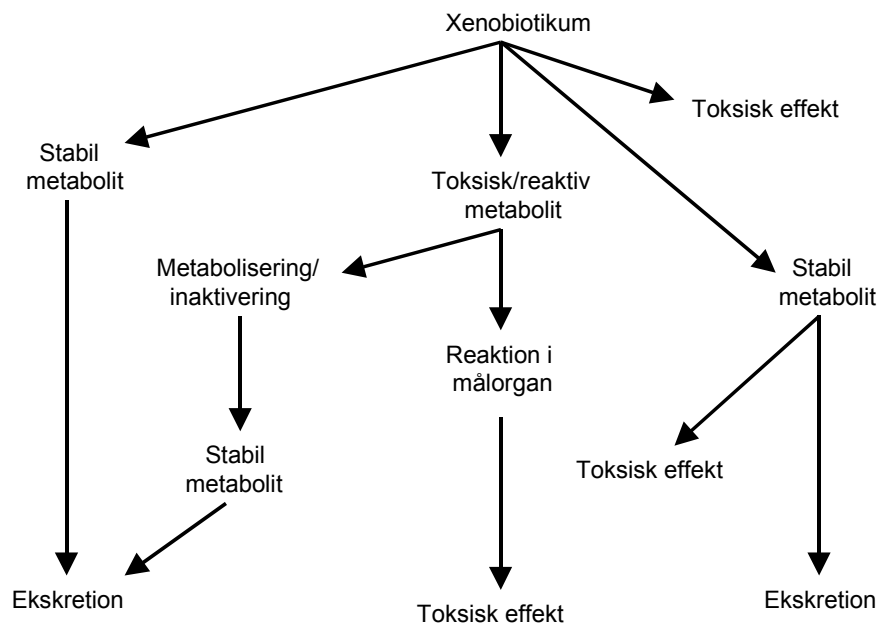 Xenobiotikum
Toksisk effekt
Stabil
metabolit
Toksisk/reaktiv
metabolit
Metabolisering/
inaktivering
Stabil
metabolit
Reaktion i
målorgan
Stabil
metabolit
Toksisk effekt
Ekskretion
Toksisk effekt
Ekskretion